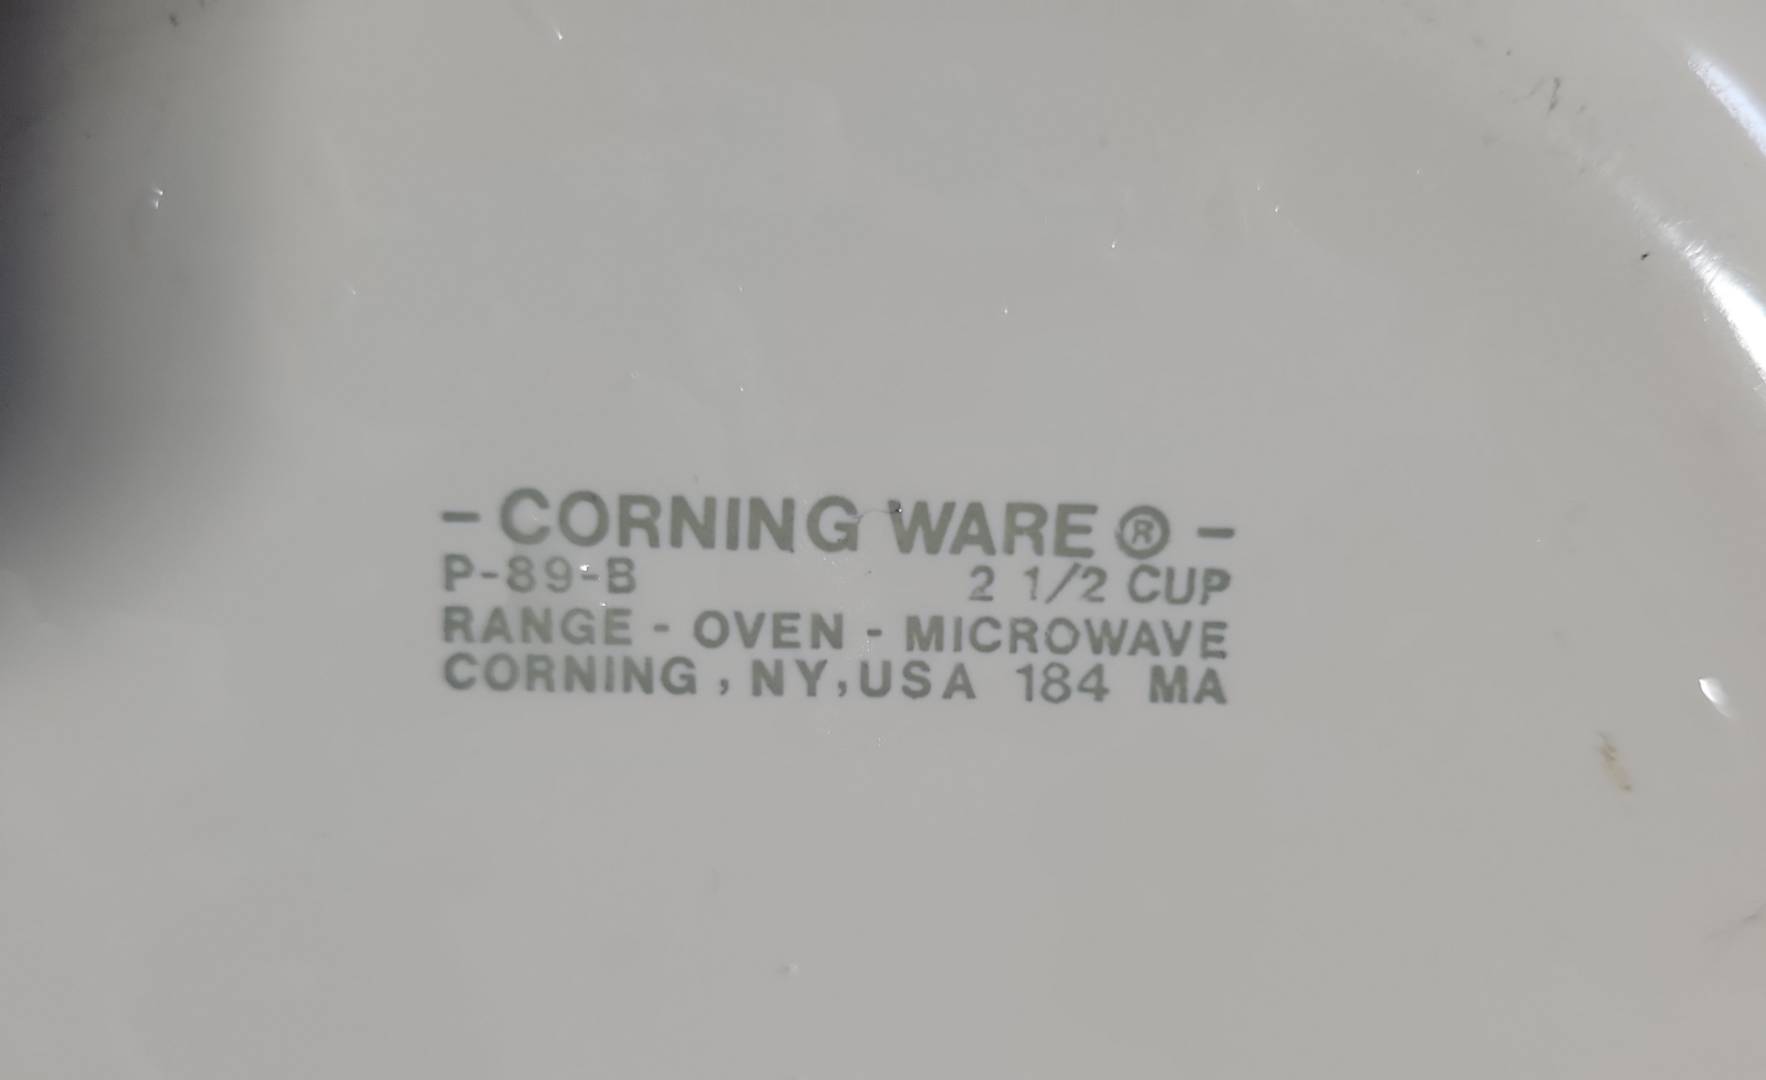 - CORNING WARE ® -
P-89-B 2 1/2 CUP
RANGE - OVEN - MICROWAVE
CORNING , NY,USA 184 MA